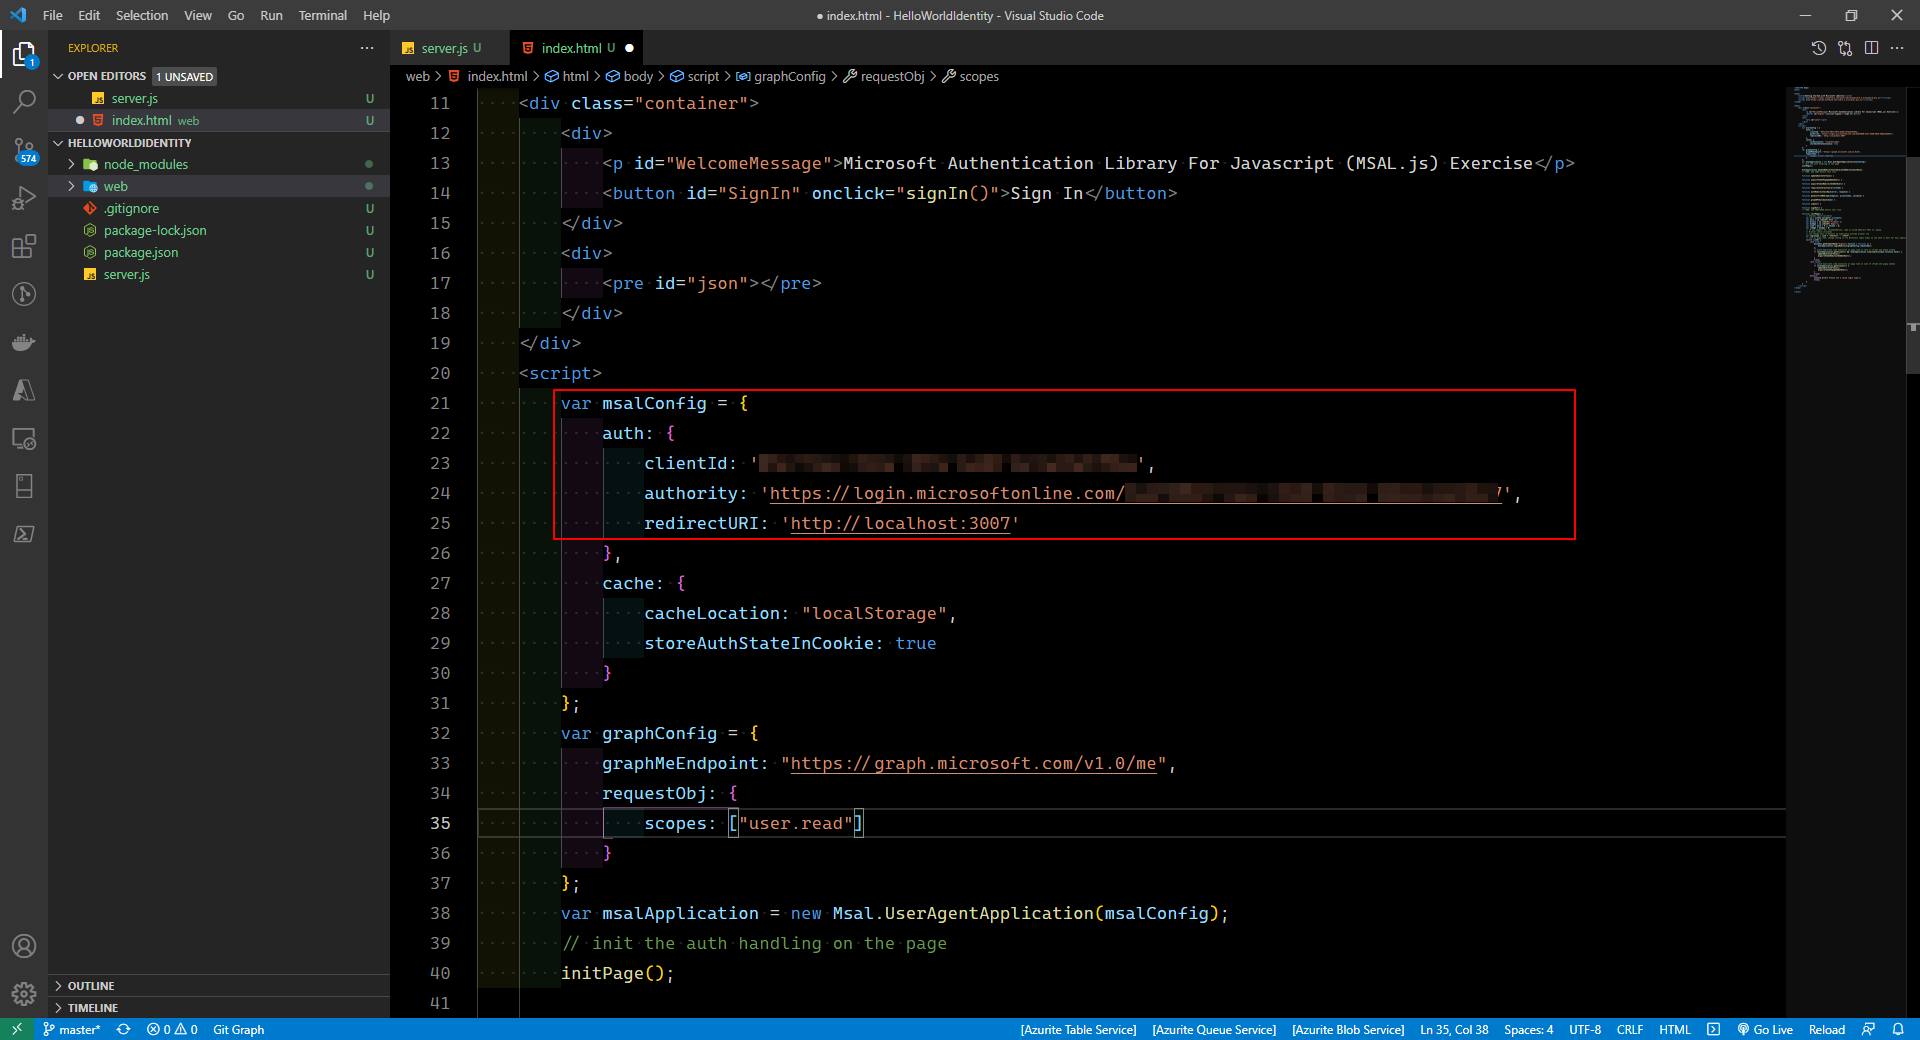 File Edit Selection View Go Run Terminal Help
● index.html - HelloWorldIdentity - Visual Studio Code
EXPLORER
OPEN EDITORS 1 UNSAVED
server.js U
index.html web U
HELLOWORLDIDENTITY
node_modules
web
.gitignore U
package-lock.json U
package.json U
server.js U
OUTLINE
TIMELINE
1
574
server.js U
index.html U
web > index.html > html > body > script > graphConfig > requestObj > scopes
11 <div class="container">
12 <div>
13 <p id="WelcomeMessage">Microsoft Authentication Library For Javascript (MSAL.js) Exercise</p>
14 <button id="SignIn" onclick="signIn()">Sign In</button>
15 </div>
16 <div>
17 <pre id="json"></pre>
18 </div>
19 </div>
20 <script>
21 var msalConfig = {
22 auth: {
23 clientId: '',
24 authority: 'https://login.microsoftonline.com/',
25 redirectURI: 'http://localhost:3007'
26 },
27 cache: {
28 cacheLocation: "localStorage",
29 storeAuthStateInCookie: true
30 }
31 };
32 var graphConfig = {
33 graphMeEndpoint: "https://graph.microsoft.com/v1.0/me",
34 requestObj: {
35 scopes: ["user.read"]
36 }
37 };
38 var msalApplication = new Msal.UserAgentApplication(msalConfig);
39 // init the auth handling on the page
40 initPage();
41
master* 0 0 Git Graph [Azurite Table Service] [Azurite Queue Service] [Azurite Blob Service] Ln 35, Col 38 Spaces: 4 UTF-8 CRLF HTML Go Live Reload